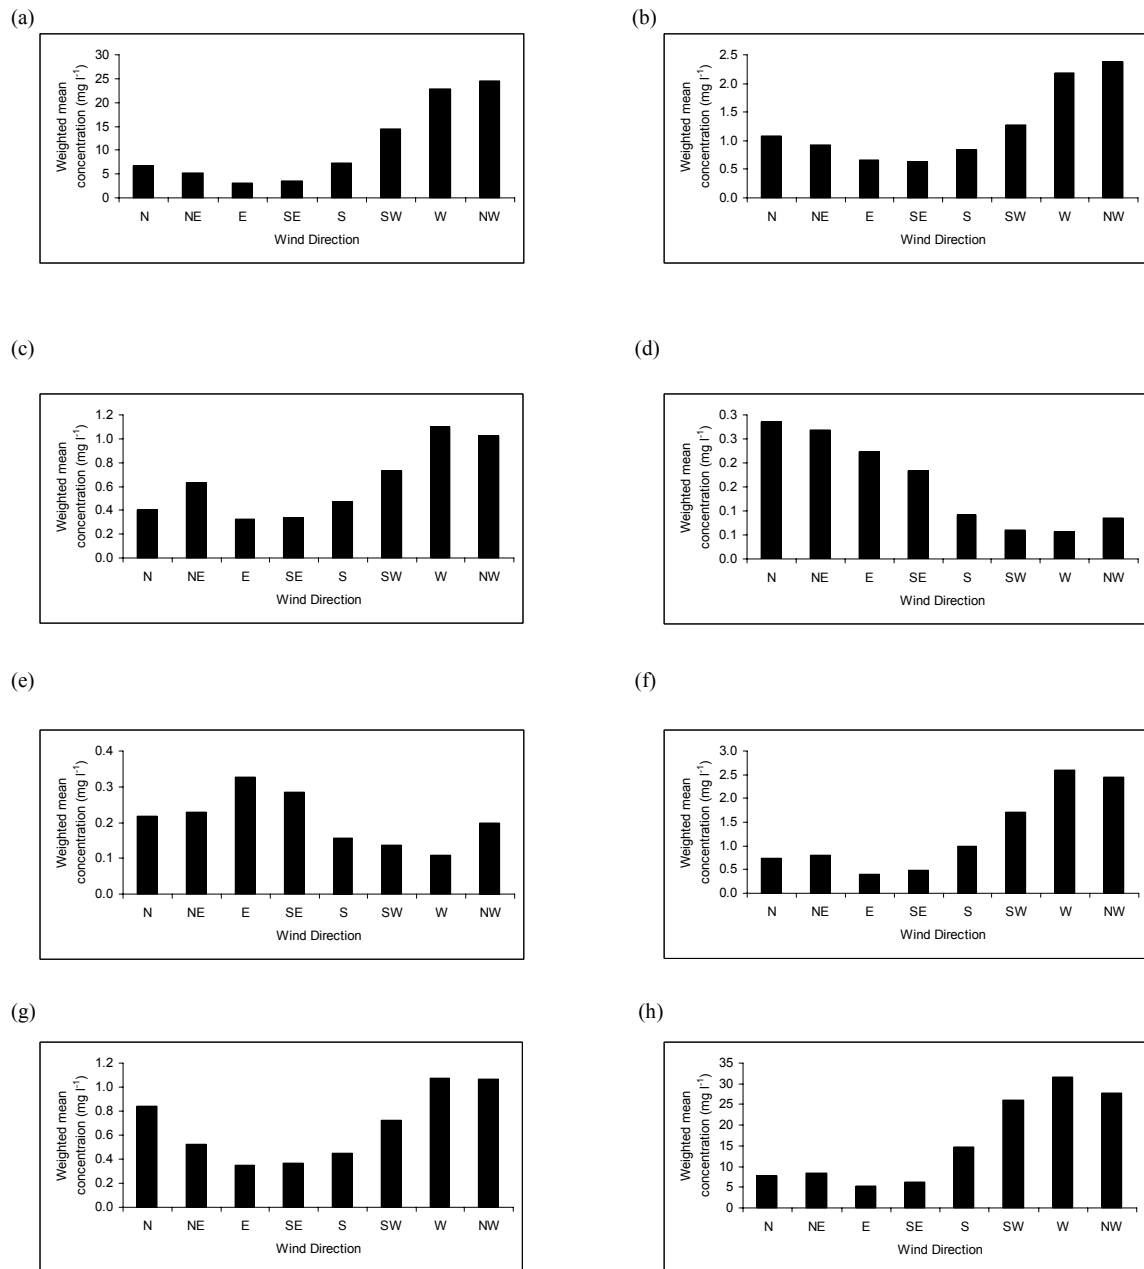 (a)
(b)
Weighted mean
concentration (mg l⁻¹)
30
25
20
15
10
5
0
N NE E SE S SW W NW
Wind Direction
Weighted mean
concentration (mg l⁻¹)
2.5
2.0
1.5
1.0
0.5
0.0
N NE E SE S SW W NW
Wind Direction
(c)
(d)
Weighted mean
concentration (mg l⁻¹)
1.2
1.0
0.8
0.6
0.4
0.2
0.0
N NE E SE S SW W NW
Wind Direction
Weighted mean
concentration (mg l⁻¹)
0.3
0.3
0.2
0.2
0.1
0.1
0.0
N NE E SE S SW W NW
Wind Direction
(e)
(f)
Weighted mean
concentration (mg l⁻¹)
0.4
0.3
0.2
0.1
0.0
N NE E SE S SW W NW
Wind Direction
Weighted mean
concentration (mg l⁻¹)
3.0
2.5
2.0
1.5
1.0
0.5
0.0
N NE E SE S SW W NW
Wind Direction
(g)
(h)
Weighted mean
concentraion (mg l⁻¹)
1.2
1.0
0.8
0.6
0.4
0.2
0.0
N NE E SE S SW W NW
Wind Direction
Weighted mean
concentration (mg l⁻¹)
35
30
25
20
15
10
5
0
N NE E SE S SW W NW
Wind Direction